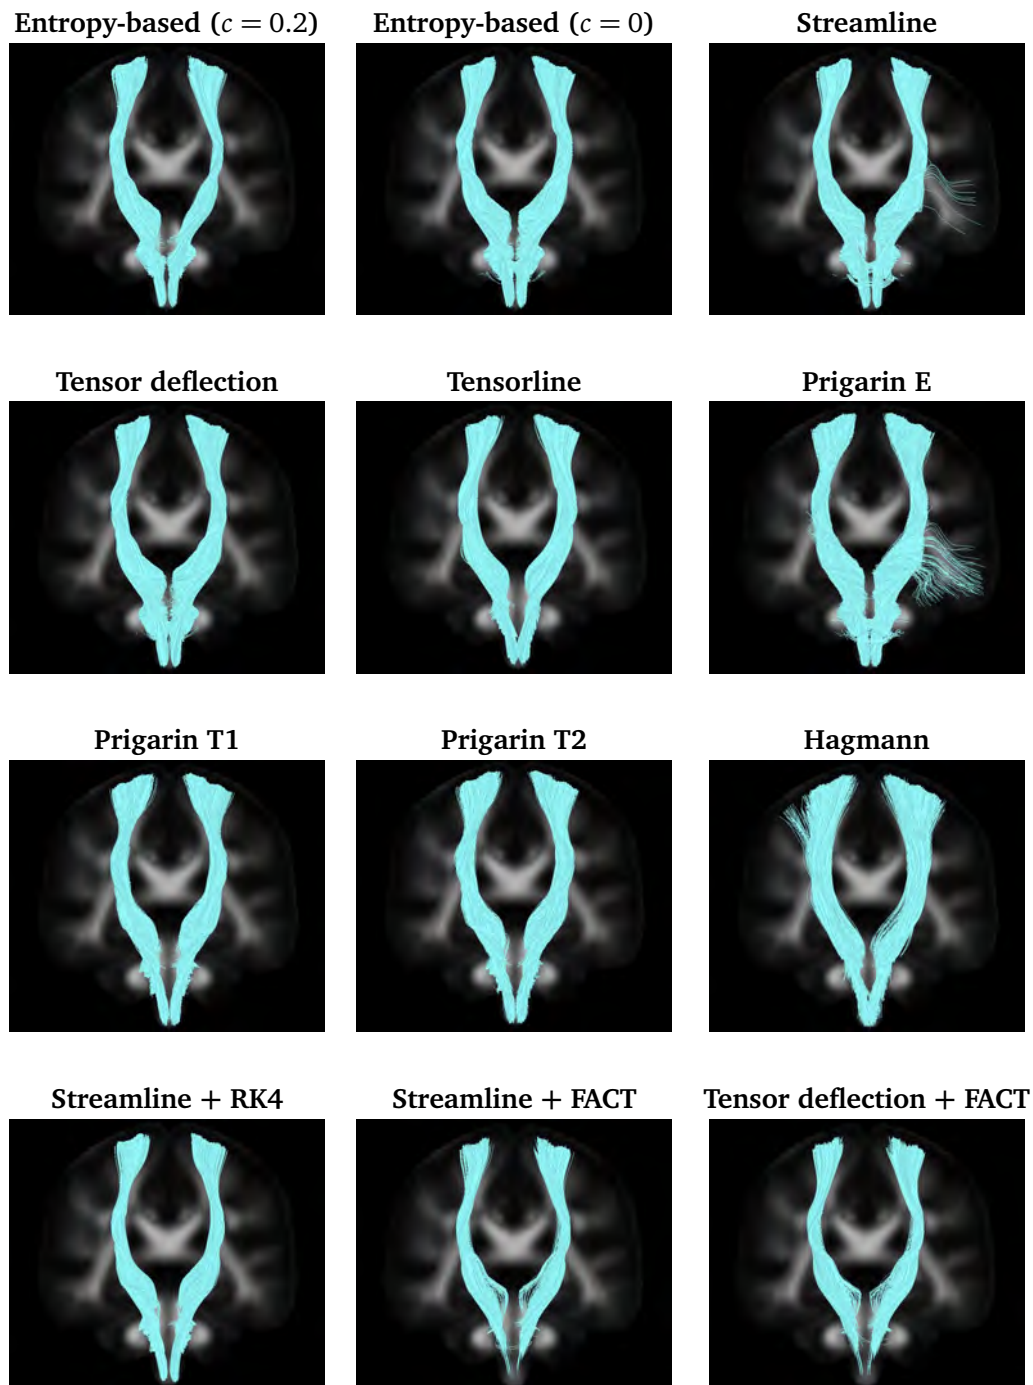 Entropy-based (c = 0.2) Entropy-based (c = 0) Streamline
Tensor deflection Tensorline Prigarin E
Prigarin T1 Prigarin T2 Hagmann
Streamline + RK4 Streamline + FACT Tensor deflection + FACT